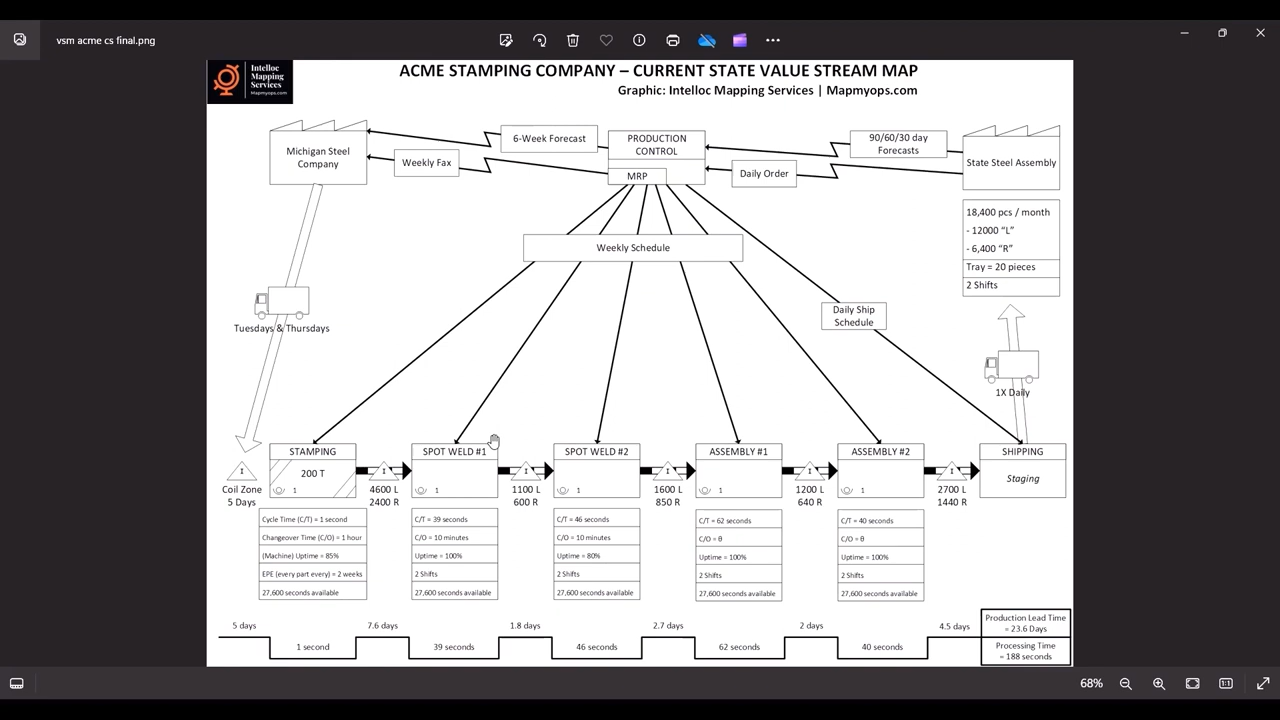 vsm acme cs final.png
Intelloc
Mapping
Services
Mapmyops.com
ACME STAMPING COMPANY – CURRENT STATE VALUE STREAM MAP
Graphic: Intelloc Mapping Services | Mapmyops.com
Michigan Steel
Company
6-Week Forecast
Weekly Fax
PRODUCTION
CONTROL
MRP
90/60/30 day
Forecasts
Daily Order
State Steel Assembly
18,400 pcs / month
- 12000 “L”
- 6,400 “R”
Tray = 20 pieces
2 Shifts
Weekly Schedule
Daily Ship
Schedule
Tuesdays & Thursdays
1X Daily
I
Coil Zone
5 Days
STAMPING
200 T
1
I
4600 L
2400 R
SPOT WELD #1
1
I
1100 L
600 R
SPOT WELD #2
1
I
1600 L
850 R
ASSEMBLY #1
1
I
1200 L
640 R
ASSEMBLY #2
1
I
2700 L
1440 R
SHIPPING
Staging
Cycle Time (C/T) = 1 second
Changeover Time (C/O) = 1 hour
(Machine) Uptime = 85%
EPE (every part every) = 2 weeks
27,600 seconds available
C/T = 39 seconds
C/O = 10 minutes
Uptime = 100%
2 Shifts
27,600 seconds available
C/T = 46 seconds
C/O = 10 minutes
Uptime = 80%
2 Shifts
27,600 seconds available
C/T = 62 seconds
C/O = θ
Uptime = 100%
2 Shifts
27,600 seconds available
C/T = 40 seconds
C/O = θ
Uptime = 100%
2 Shifts
27,600 seconds available
5 days
7.6 days
1.8 days
2.7 days
2 days
4.5 days
1 second
39 seconds
46 seconds
62 seconds
40 seconds
Production Lead Time
= 23.6 Days
Processing Time
= 188 seconds
68%
1:1